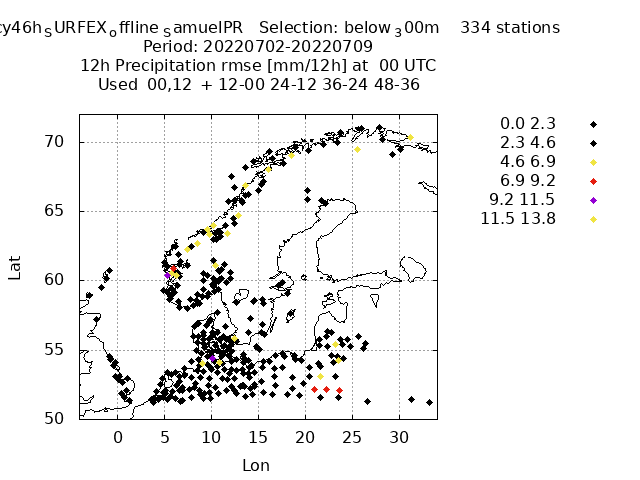 cy46h_SURFEX_offline_SamuelPR Selection: below_300m 334 stations
Period: 20220702-20220709
12h Precipitation rmse [mm/12h] at 00 UTC
Used 00,12 + 12-00 24-12 36-24 48-36
0.0 2.3
2.3 4.6
4.6 6.9
6.9 9.2
9.2 11.5
11.5 13.8
70
65
60
55
50
Lat
0 5 10 15 20 25 30
Lon